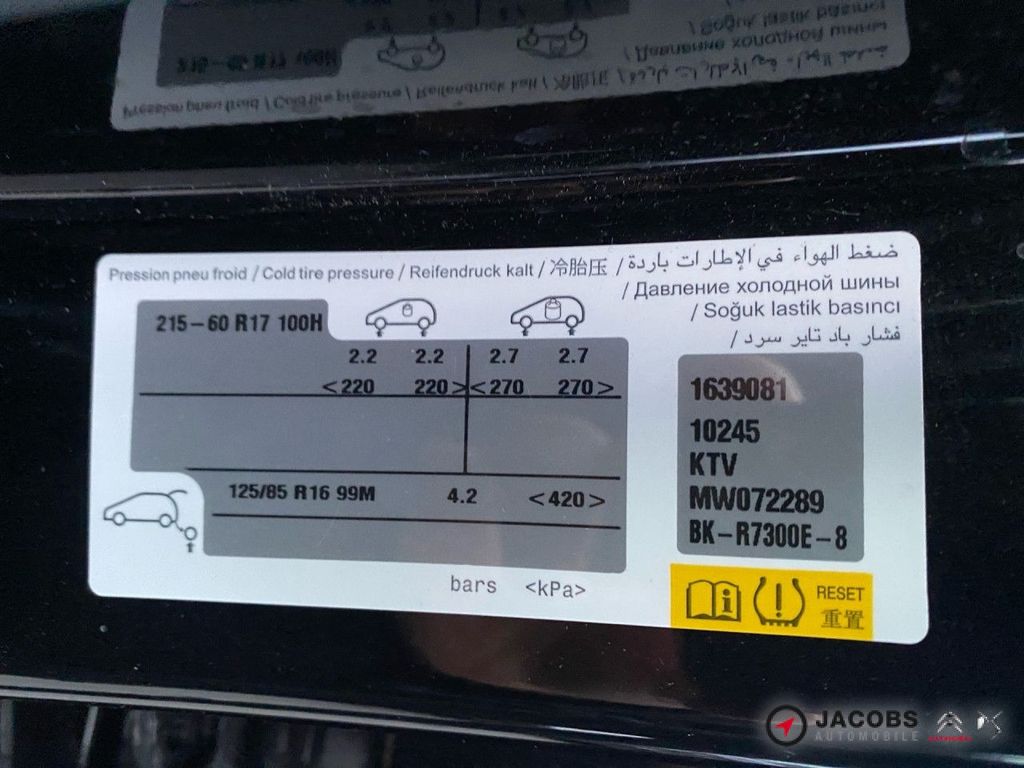 Pression pneu froid / Cold tire pressure / Reifendruck kalt / 冷胎压 / ضغط الهواء في الإطارات باردة
/ Давление холодной шины
/ Soğuk lastik basıncı
/ فشار باد تایر سرد
215-60 R17 100H
2.2 2.2 2.7 2.7
<220 220> <270 270>
125/85 R16 99M 4.2 <420>
bars <kPa>
1639081
10245
KTV
MW072289
BK-R7300E-8
RESET
重置
JACOBS
AUTOMOBILE